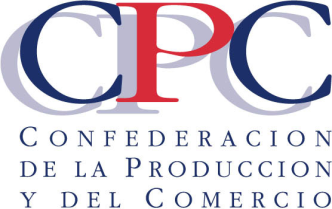 CPC
CONFEDERACION
DE LA PRODUCCION
Y DEL COMERCIO